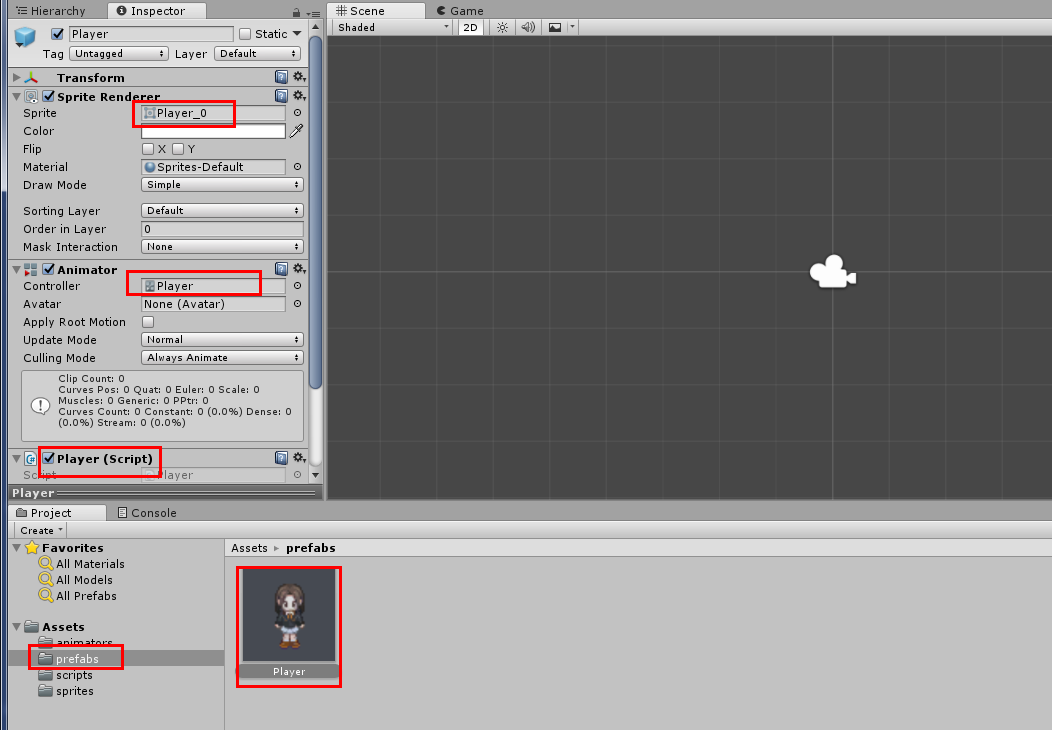 Hierarchy Inspector
Player Static
Tag Untagged Layer Default
Transform
Sprite Renderer
Sprite Player_0
Color
Flip X Y
Material Sprites-Default
Draw Mode Simple
Sorting Layer Default
Order in Layer 0
Mask Interaction None
Animator
Controller Player
Avatar None (Avatar)
Apply Root Motion
Update Mode Normal
Culling Mode Always Animate
Clip Count: 0
Curves Pos: 0 Quat: 0 Euler: 0 Scale: 0
Muscles: 0 Generic: 0 PPtr: 0
Curves Count: 0 Constant: 0 (0.0%) Dense: 0
(0.0%) Stream: 0 (0.0%)
Player (Script)
Script Player
Player
Scene Game
Shaded 2D
Project Console
Create
Favorites
All Materials
All Models
All Prefabs
Assets
animators
prefabs
scripts
sprites
Assets ▸ prefabs
Player